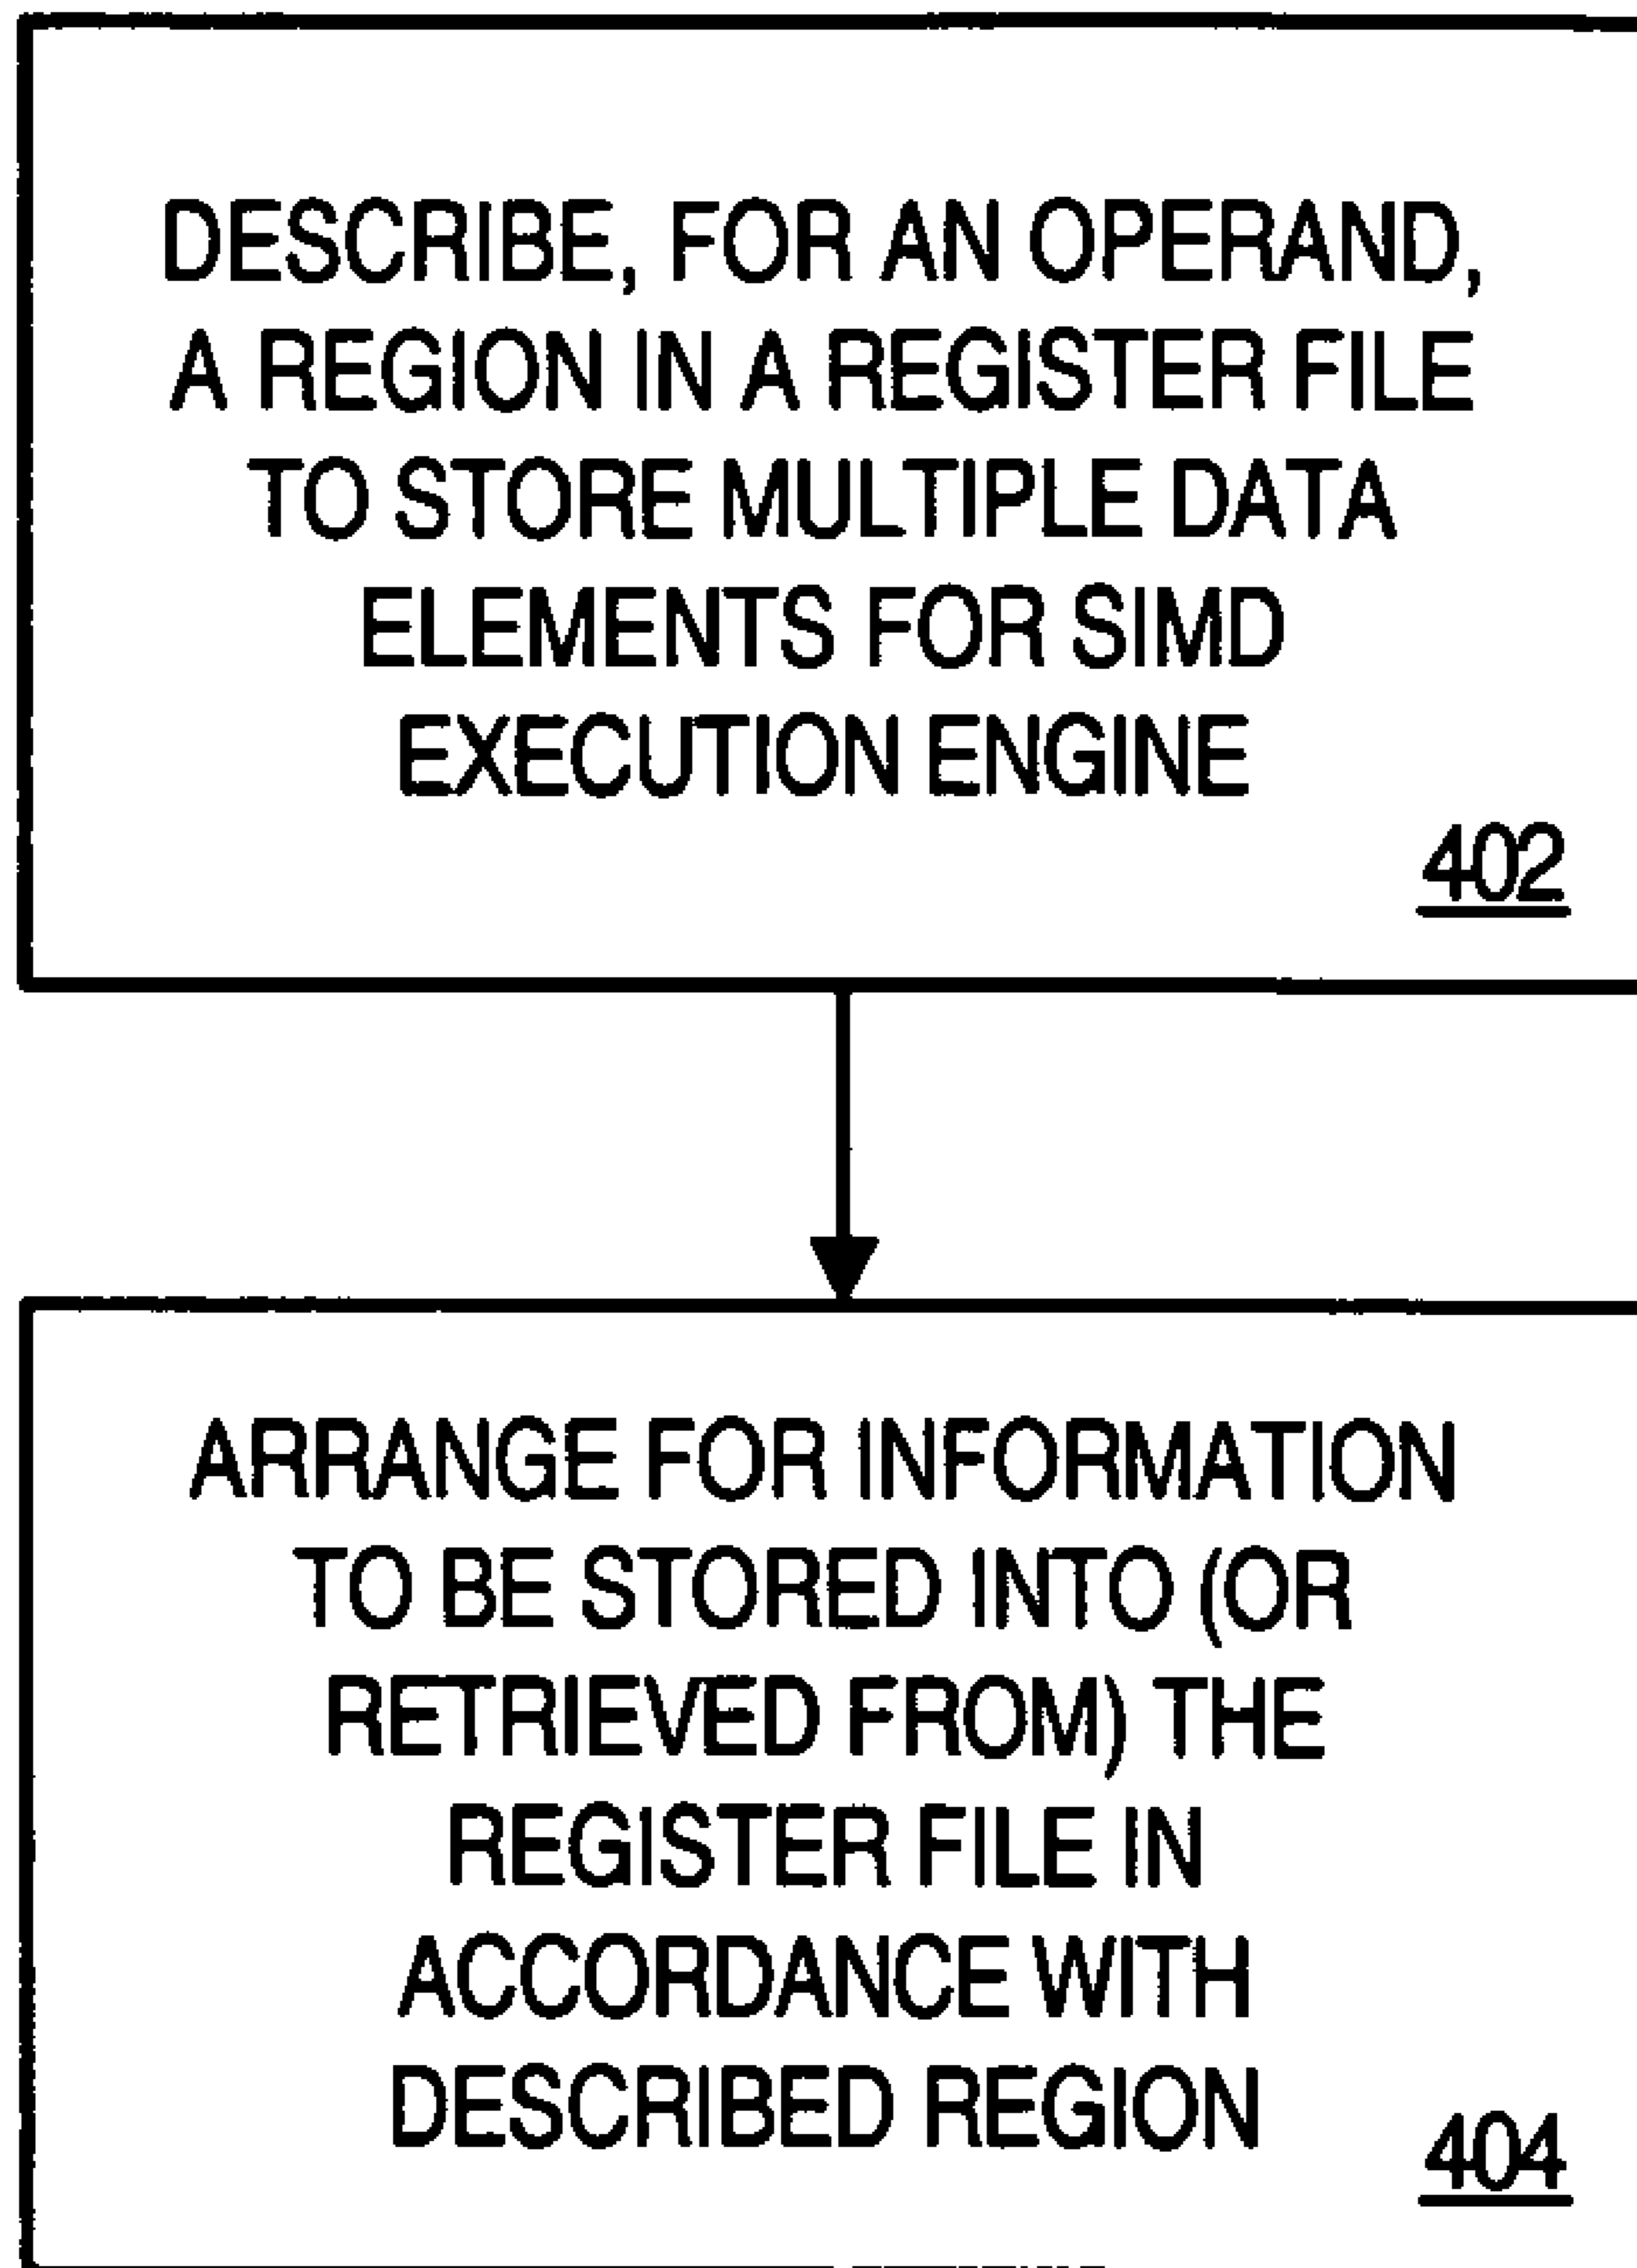 DESCRIBE, FOR AN OPERAND,
A REGION IN A REGISTER FILE
TO STORE MULTIPLE DATA
ELEMENTS FOR SIMD
EXECUTION ENGINE
402
ARRANGE FOR INFORMATION
TO BE STORED INTO (OR
RETRIEVED FROM) THE
REGISTER FILE IN
ACCORDANCE WITH
DESCRIBED REGION
404